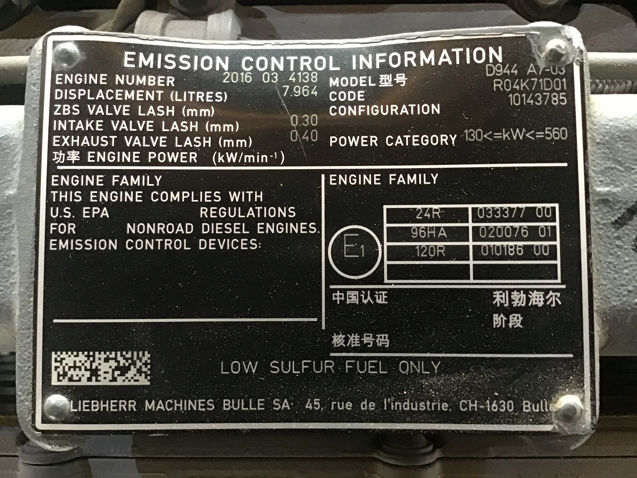 EMISSION CONTROL INFORMATION
ENGINE NUMBER 2016 03 4138
DISPLACEMENT (LITRES) 7.964
ZBS VALVE LASH (mm)
INTAKE VALVE LASH (mm) 0.30
EXHAUST VALVE LASH (mm) 0.40
功率 ENGINE POWER (kW/min-¹)
MODEL型号 D944 A7-03
CODE R04K71D01
CONFIGURATION 10143785
POWER CATEGORY 130<=kW<=560
ENGINE FAMILY
THIS ENGINE COMPLIES WITH
U.S. EPA REGULATIONS
FOR NONROAD DIESEL ENGINES.
EMISSION CONTROL DEVICES:
ENGINE FAMILY
E1
24R 033377 00
96HA 020076 01
120R 010186 00
中国认证 利勃海尔
阶段
核准号码
LOW SULFUR FUEL ONLY
LIEBHERR MACHINES BULLE SA· 45, rue de l'industrie, CH-1630 Bulle